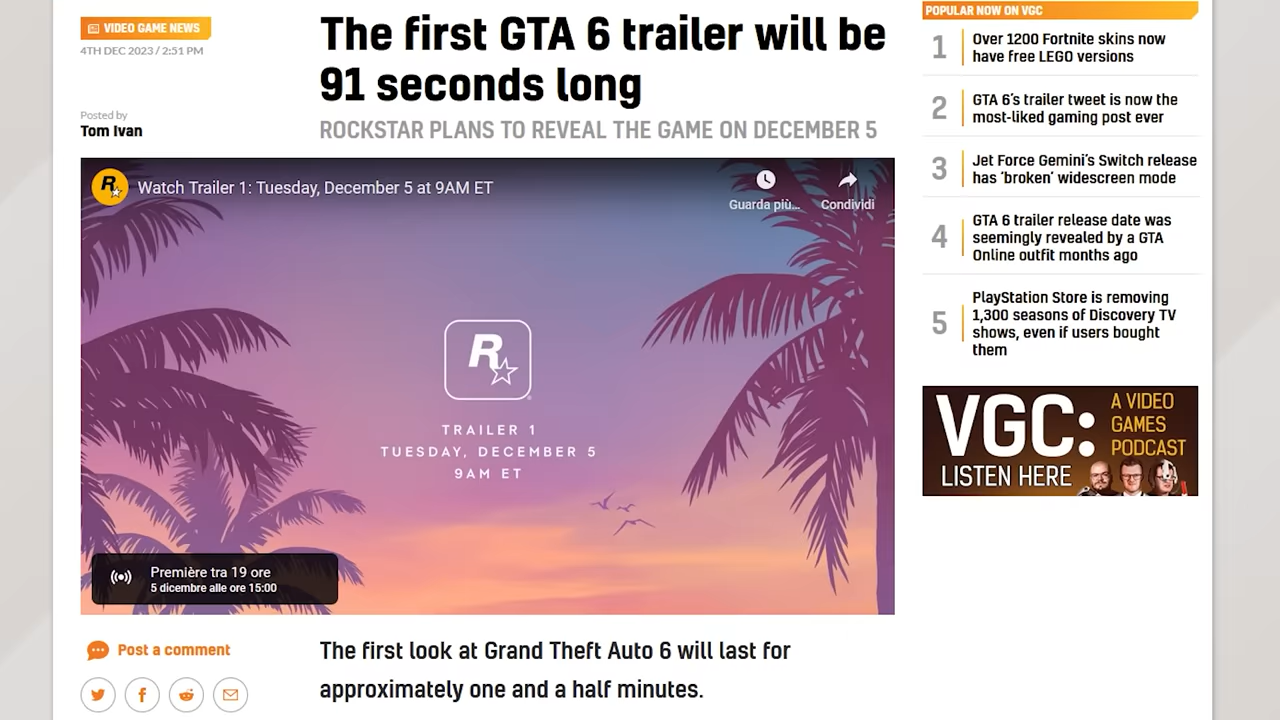 VIDEO GAME NEWS
4TH DEC 2023 / 2:51 PM
Posted by
Tom Ivan
The first GTA 6 trailer will be
91 seconds long
ROCKSTAR PLANS TO REVEAL THE GAME ON DECEMBER 5
R
Watch Trailer 1: Tuesday, December 5 at 9AM ET
Guarda più...
Condividi
R
TRAILER 1
TUESDAY, DECEMBER 5
9AM ET
Première tra 19 ore
5 dicembre alle ore 15:00
Post a comment
The first look at Grand Theft Auto 6 will last for
approximately one and a half minutes.
POPULAR NOW ON VGC
1
Over 1200 Fortnite skins now
have free LEGO versions
2
GTA 6's trailer tweet is now the
most-liked gaming post ever
3
Jet Force Gemini's Switch release
has ‘broken’ widescreen mode
4
GTA 6 trailer release date was
seemingly revealed by a GTA
Online outfit months ago
5
PlayStation Store is removing
1,300 seasons of Discovery TV
shows, even if users bought
them
VGC:
A VIDEO
GAMES
PODCAST
LISTEN HERE